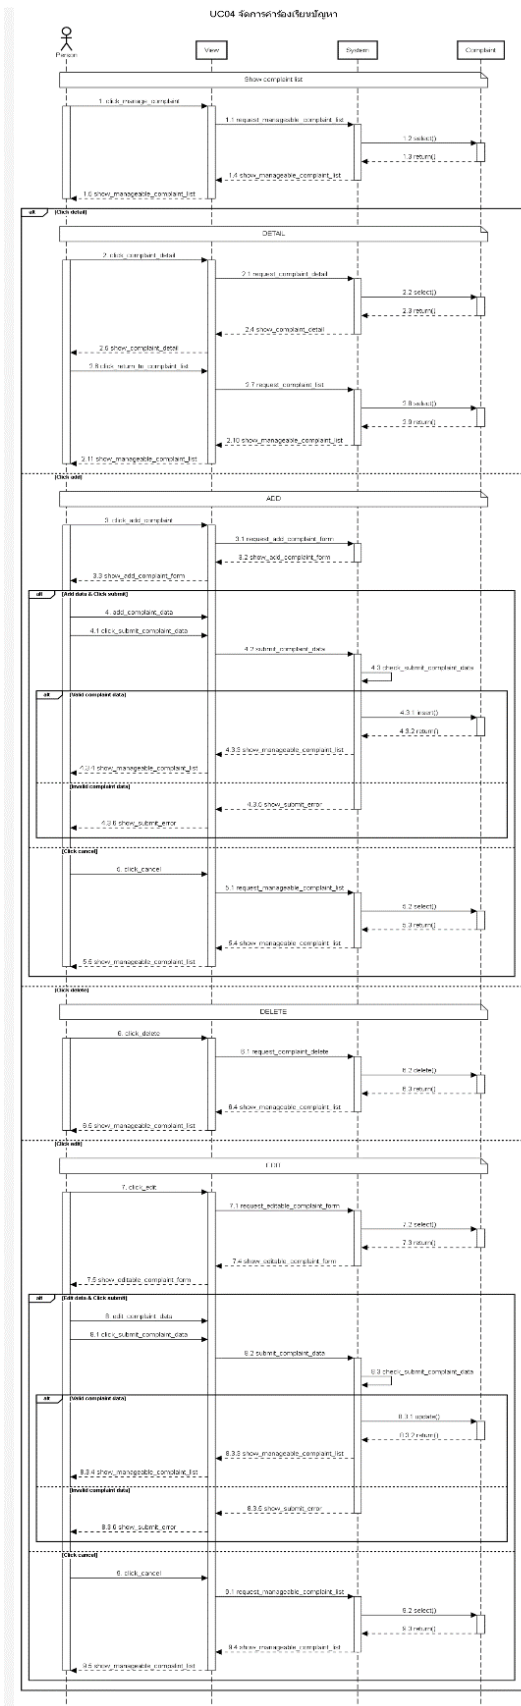 UC04 จัดการคำร้องเรียนปัญหา
Person
View
System
Complaint
Show complaint list
1. click_manage_complaint
1.1 request_manageable_complaint_list
1.2 select()
1.3 return()
1.4 show_manageable_complaint_list
1.5 show_manageable_complaint_list
alt
[Click detail]
DETAIL
2. click_complaint_detail
2.1 request_complaint_detail
2.2 select()
2.3 return()
2.4 show_complaint_detail
2.5 show_complaint_detail
2.6 click_return_to_complaint_list
2.7 request_complaint_list
2.8 select()
2.9 return()
2.10 show_manageable_complaint_list
2.11 show_manageable_complaint_list
[Click add]
ADD
3. click_add_complaint
3.1 request_add_complaint_form
3.2 show_add_complaint_form
3.3 show_add_complaint_form
alt
[Add data & Click submit]
4. add_complaint_data
4.1 click_submit_complaint_data
4.2 submit_complaint_data
4.3 check_submit_complaint_data
alt
[Valid complaint data]
4.3.1 insert()
4.3.2 return()
4.3.3 show_manageable_complaint_list
4.3.4 show_manageable_complaint_list
[Invalid complaint data]
4.3.5 show_submit_error
4.3.6 show_submit_error
[Click cancel]
5. click_cancel
5.1 request_manageable_complaint_list
5.2 select()
5.3 return()
5.4 show_manageable_complaint_list
5.5 show_manageable_complaint_list
[Click delete]
DELETE
6. click_delete
6.1 request_complaint_delete
6.2 delete()
6.3 return()
6.4 show_manageable_complaint_list
6.5 show_manageable_complaint_list
[Click edit]
EDIT
7. click_edit
7.1 request_editable_complaint_form
7.2 select()
7.3 return()
7.4 show_editable_complaint_form
7.5 show_editable_complaint_form
alt
[Edit data & Click submit]
8. edit_complaint_data
8.1 click_submit_complaint_data
8.2 submit_complaint_data
8.3 check_submit_complaint_data
alt
[Valid complaint data]
8.3.1 update()
8.3.2 return()
8.3.3 show_manageable_complaint_list
8.3.4 show_manageable_complaint_list
[Invalid complaint data]
8.3.5 show_submit_error
8.3.6 show_submit_error
[Click cancel]
9. click_cancel
9.1 request_manageable_complaint_list
9.2 select()
9.3 return()
9.4 show_manageable_complaint_list
9.5 show_manageable_complaint_list